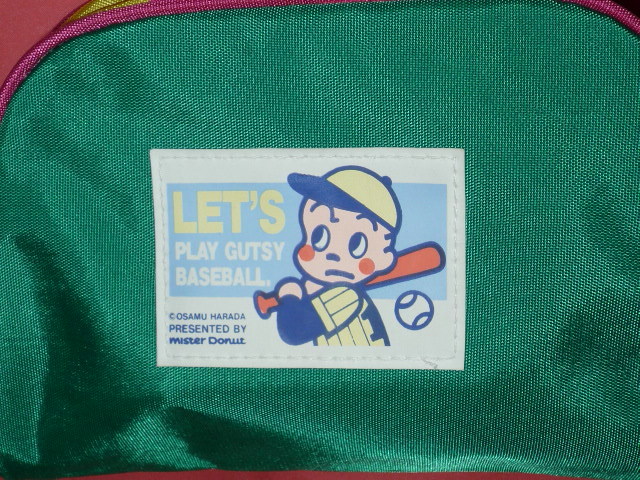 LET'S
PLAY GUTSY
BASEBALL
©OSAMU HARADA
PRESENTED BY
mister Donut